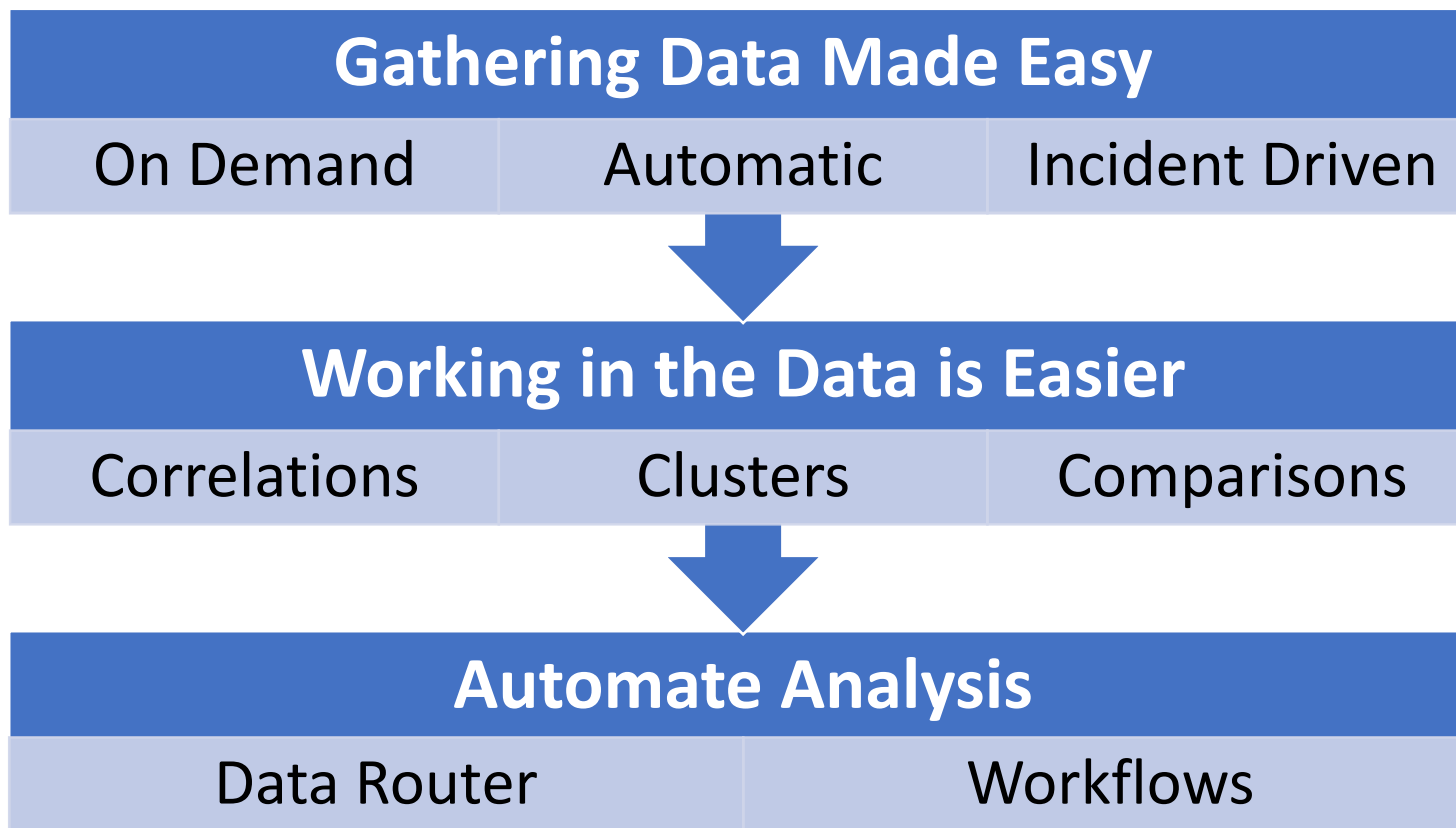 Gathering Data Made Easy
On Demand Automatic Incident Driven
Working in the Data is Easier
Correlations Clusters Comparisons
Automate Analysis
Data Router Workflows